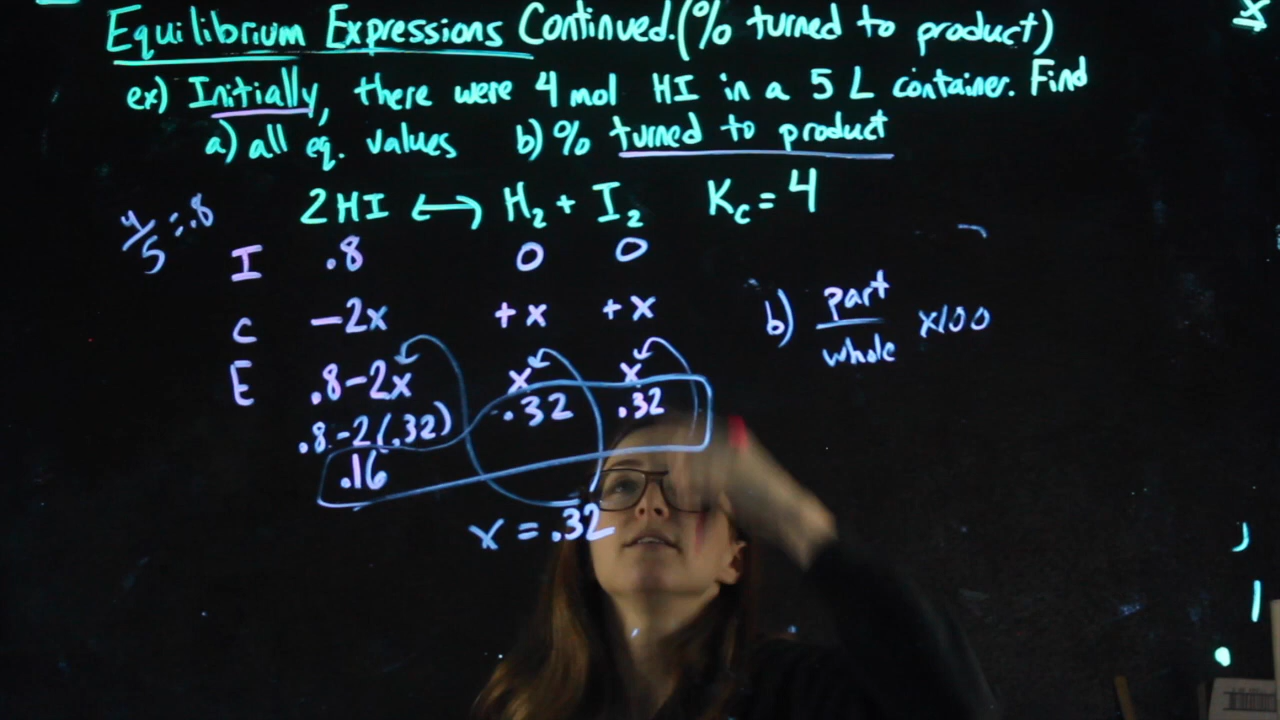 Equilibrium Expressions Continued. (% turned to product)
ex) Initially, there were 4 mol HI in a 5 L container. Find
a) all eq. values b) % turned to product
2HI ↔ H₂ + I₂ Kc = 4
4/5 = .8
I .8 0 0
C -2x +x +x
E .8-2x x x
.8-2(.32) .32 .32
.16
x = .32
b) part/whole x100